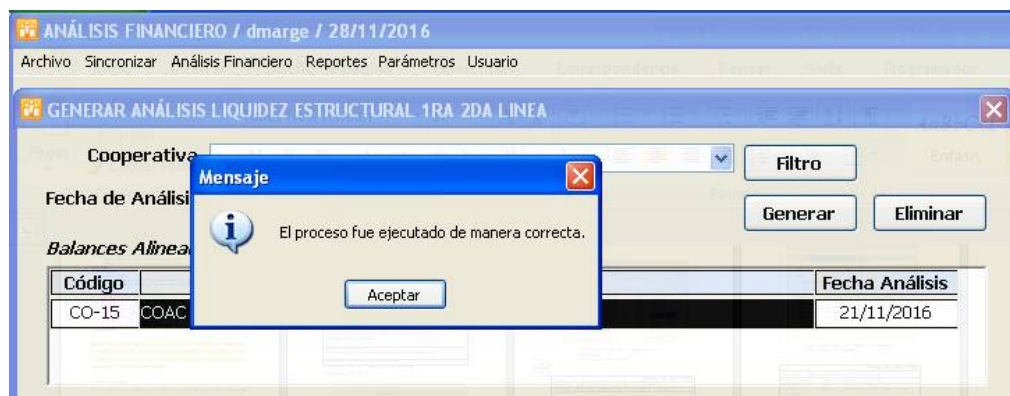 ANÁLISIS FINANCIERO / dmarge / 28/11/2016
Archivo Sincronizar Análisis Financiero Reportes Parámetros Usuario
GENERAR ANÁLISIS LIQUIDEZ ESTRUCTURAL 1RA 2DA LINEA
Cooperativa
Filtro
Mensaje
Fecha de Análisi
Generar Eliminar
El proceso fue ejecutado de manera correcta.
Balances Alinea
Aceptar
Código Fecha Análisis
CO-15 COAC 21/11/2016